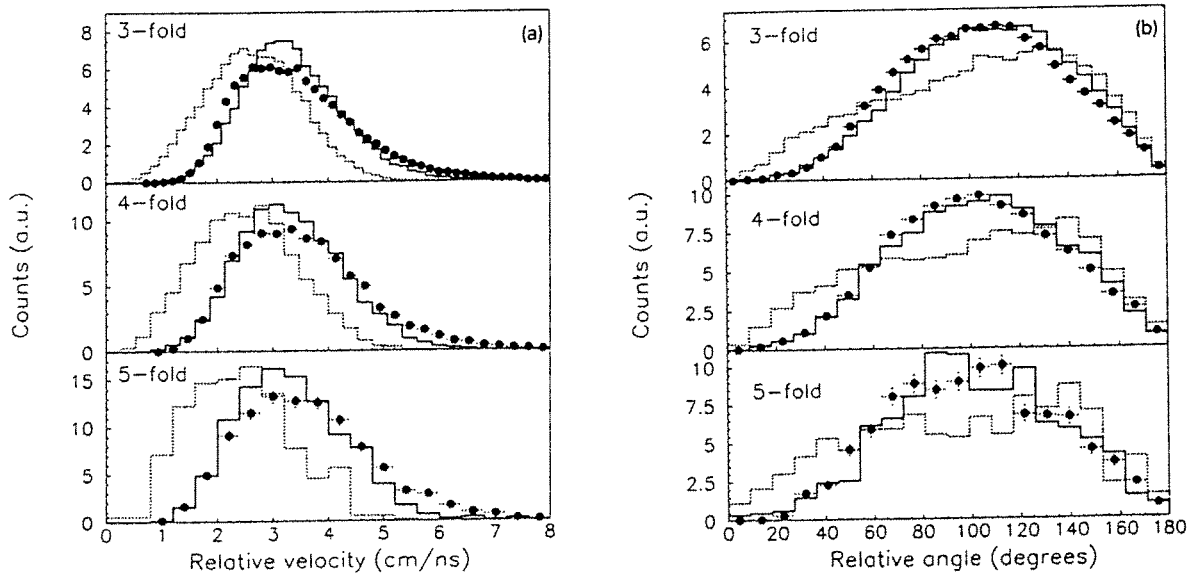 3-fold
(a)
8
6
4
2
0
4-fold
10
5
0
5-fold
15
10
5
0
Counts (a.u.)
0 1 2 3 4 5 6 7 8
Relative velocity (cm/ns)
3-fold
(b)
6
4
2
0
4-fold
10
7.5
5
2.5
0
5-fold
10
7.5
5
2.5
0
Counts (a.u.)
0 20 40 60 80 100 120 140 160 180
Relative angle (degrees)